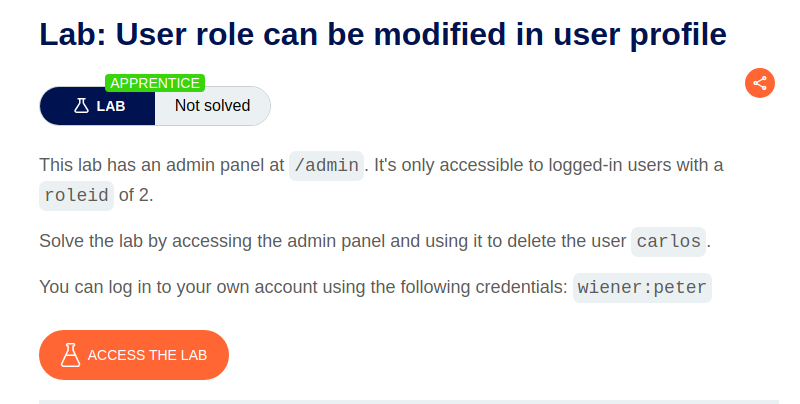 Lab: User role can be modified in user profile
APPRENTICE
LAB Not solved
This lab has an admin panel at /admin. It's only accessible to logged-in users with a
roleid of 2.
Solve the lab by accessing the admin panel and using it to delete the user carlos.
You can log in to your own account using the following credentials: wiener:peter
ACCESS THE LAB